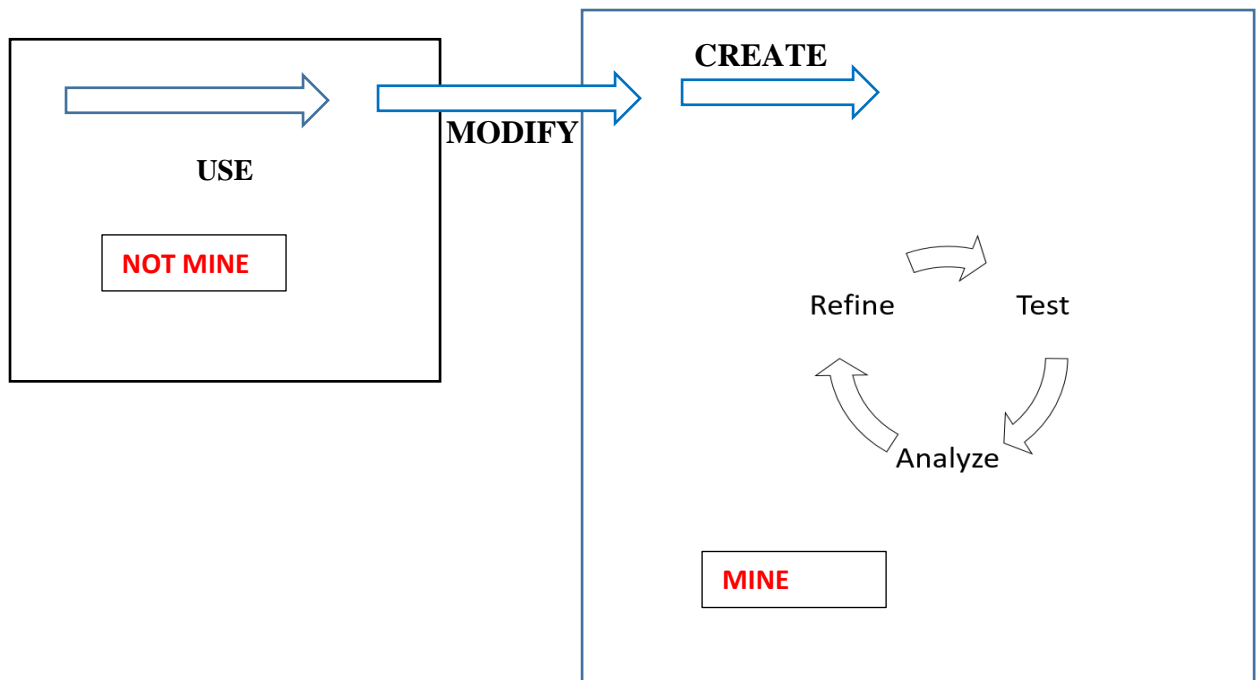 CREATE
MODIFY
USE
NOT MINE
Refine
Test
Analyze
MINE